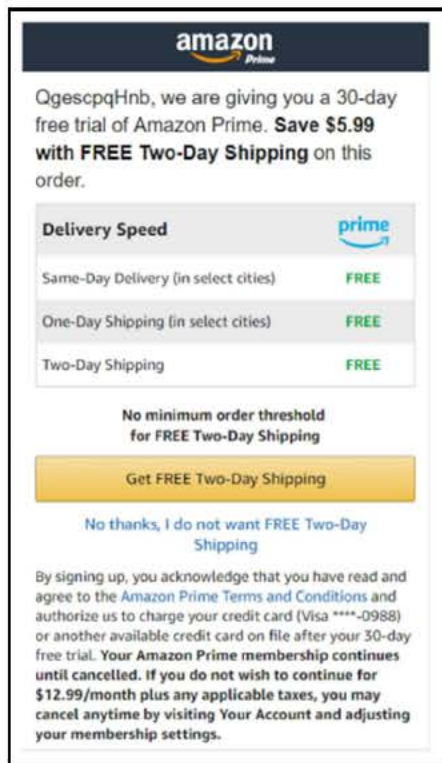 amazon
Prime
QgescpqHnb, we are giving you a 30-day
free trial of Amazon Prime. Save $5.99
with FREE Two-Day Shipping on this
order.
Delivery Speed prime
Same-Day Delivery (in select cities) FREE
One-Day Shipping (in select cities) FREE
Two-Day Shipping FREE
No minimum order threshold
for FREE Two-Day Shipping
Get FREE Two-Day Shipping
No thanks, I do not want FREE Two-Day
Shipping
By signing up, you acknowledge that you have read and
agree to the Amazon Prime Terms and Conditions and
authorize us to charge your credit card (Visa ****-0988)
or another available credit card on file after your 30-day
free trial. Your Amazon Prime membership continues
until cancelled. If you do not wish to continue for
$12.99/month plus any applicable taxes, you may
cancel anytime by visiting Your Account and adjusting
your membership settings.